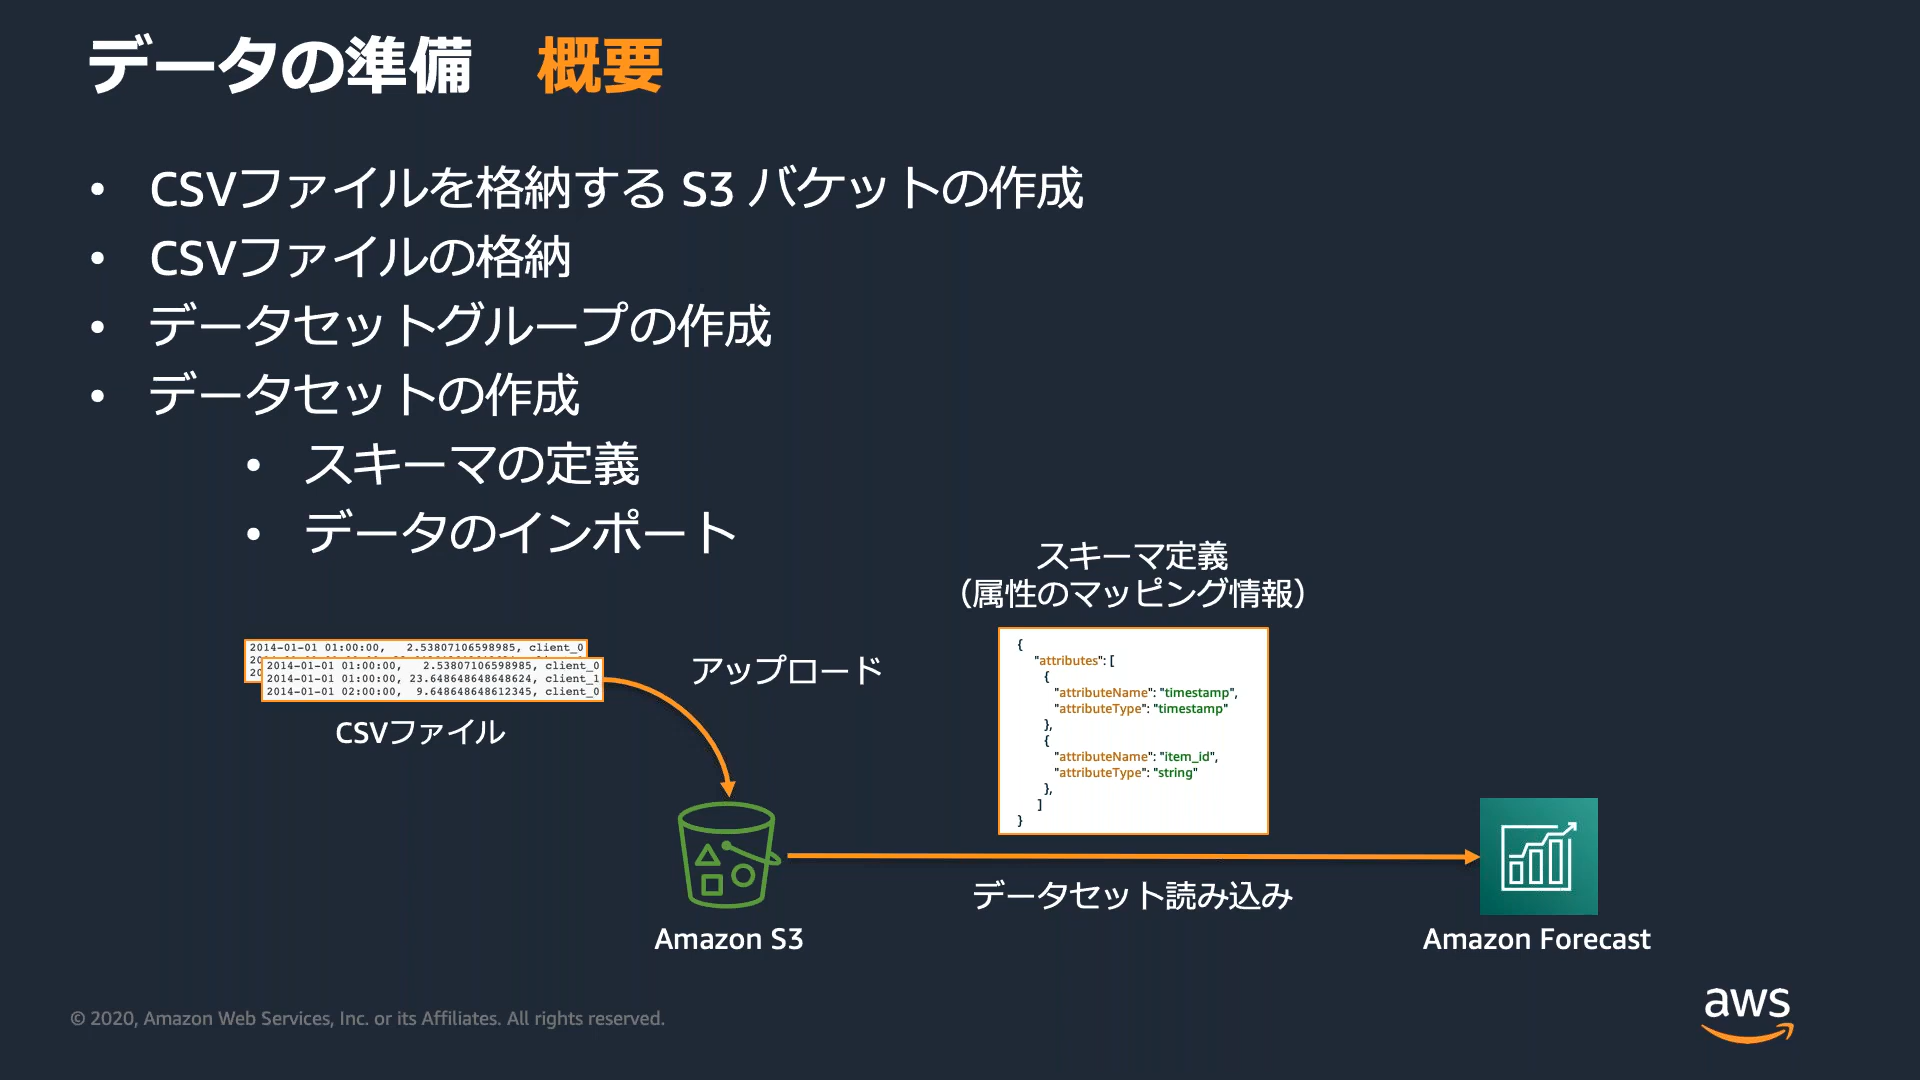 データの準備　概要
• CSVファイルを格納する S3 バケットの作成
• CSVファイルの格納
• データセットグループの作成
• データセットの作成
• スキーマの定義
• データのインポート
スキーマ定義
（属性のマッピング情報）
2014-01-01 01:00:00,   2.53807106598985, client_0
2014-01-01 01:00:00,   2.53807106598985, client_0
2014-01-01 01:00:00, 23.648648648648624, client_1
2014-01-01 02:00:00,  9.648648648612345, client_0
CSVファイル
アップロード
{
"attributes": [
{
"attributeName": "timestamp",
"attributeType": "timestamp"
},
{
"attributeName": "item_id",
"attributeType": "string"
},
]
}
データセット読み込み
Amazon S3
Amazon Forecast
© 2020, Amazon Web Services, Inc. or its Affiliates. All rights reserved.
aws